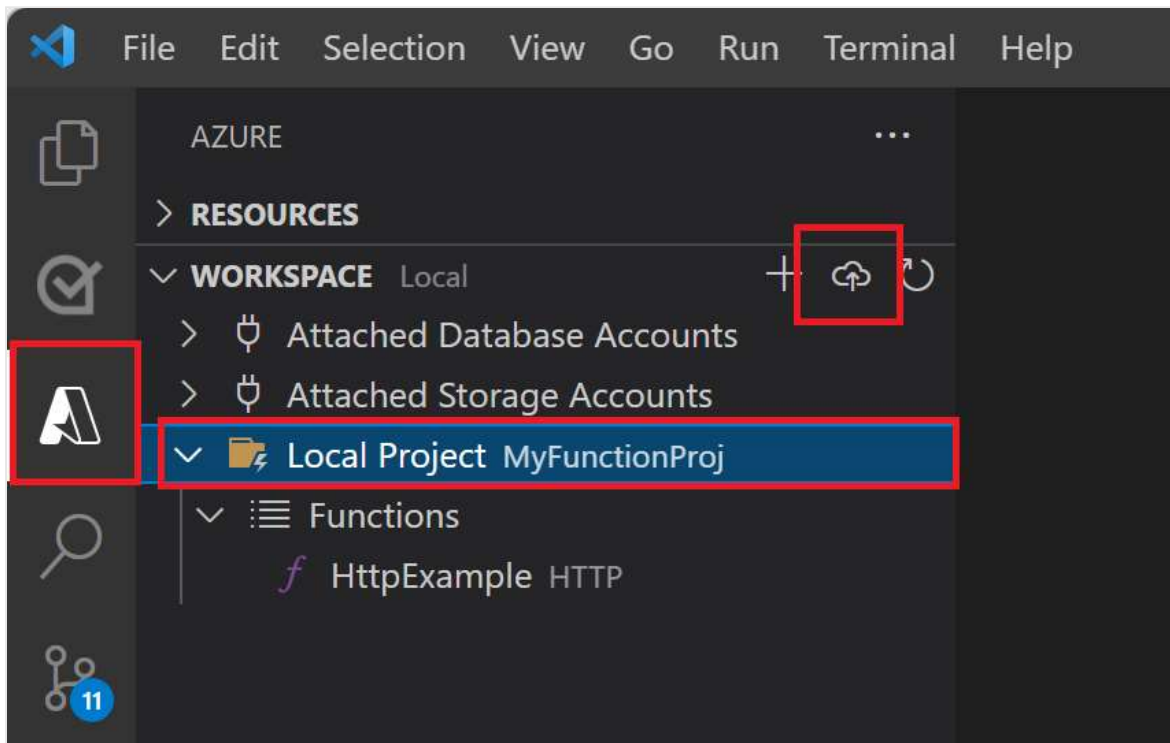 File Edit Selection View Go Run Terminal Help
AZURE
RESOURCES
WORKSPACE Local
Attached Database Accounts
Attached Storage Accounts
Local Project MyFunctionProj
Functions
HttpExample HTTP
11